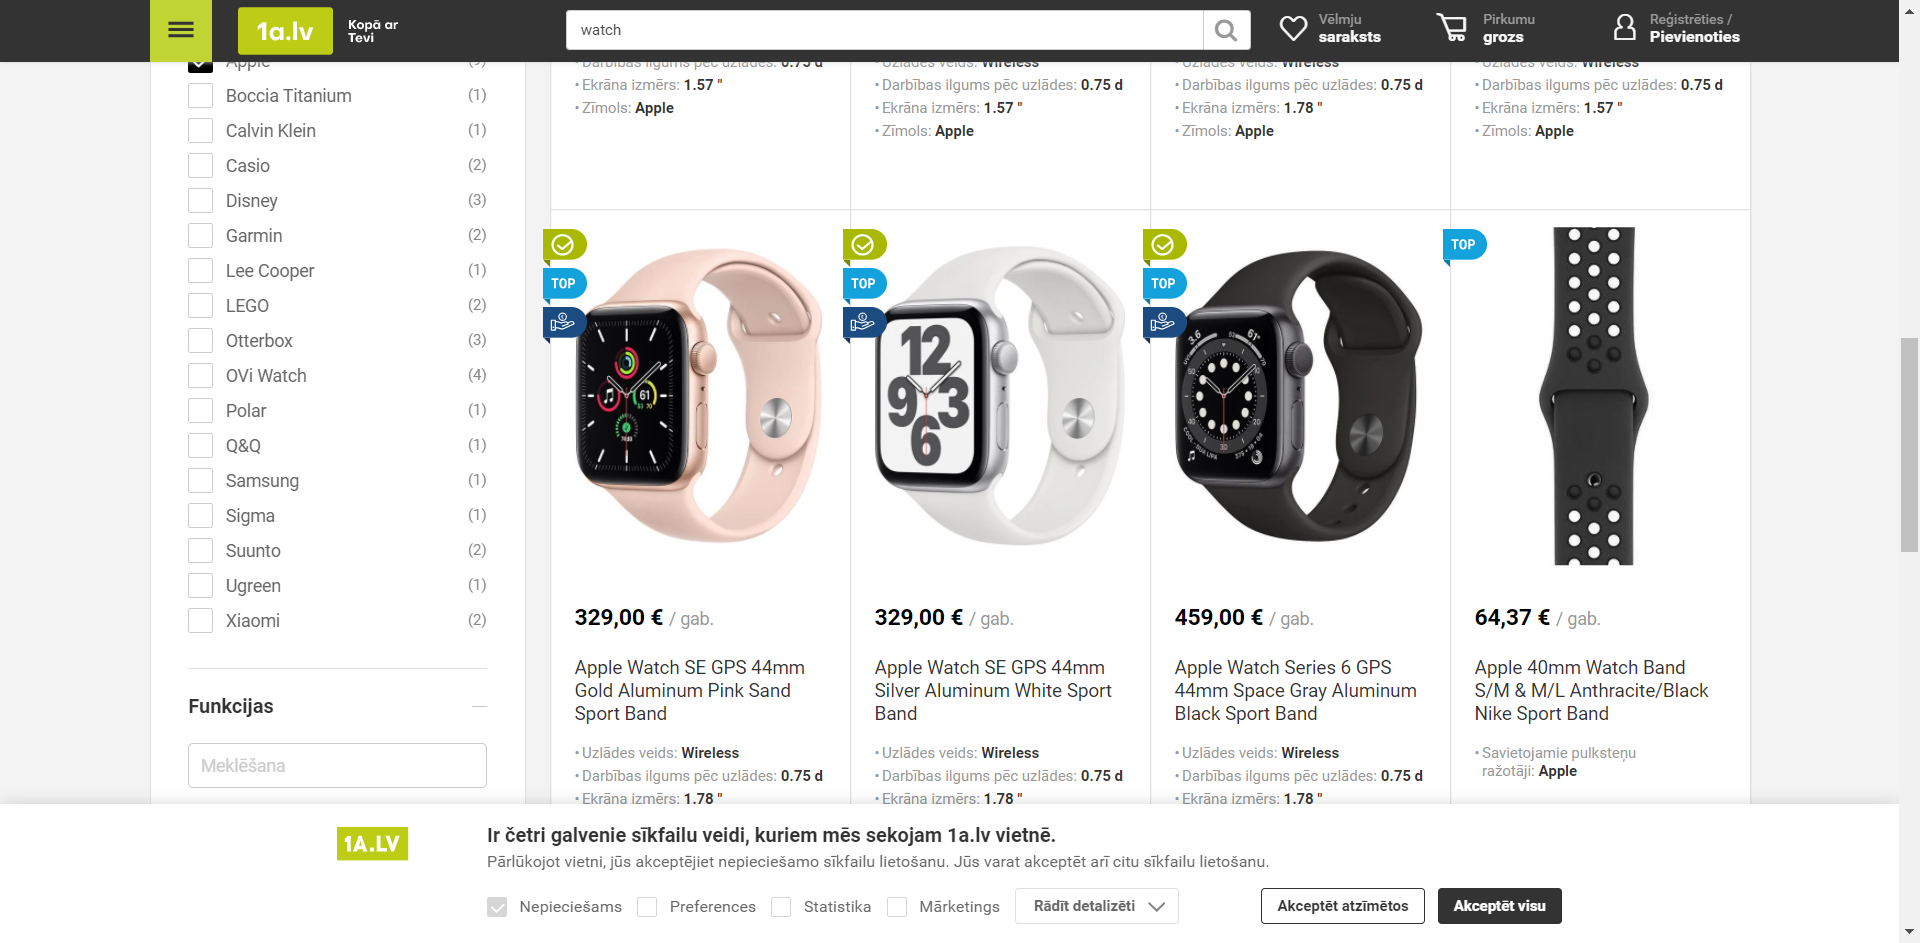 1a.lv
Kopā ar
Tevi
watch
Vēlmju
saraksts
Pirkumu
grozs
Reģistrēties /
Pievienoties
Apple (9)
Boccia Titanium (1)
Calvin Klein (1)
Casio (2)
Disney (3)
Garmin (2)
Lee Cooper (1)
LEGO (2)
Otterbox (3)
OVi Watch (4)
Polar (1)
Q&Q (1)
Samsung (1)
Sigma (1)
Suunto (2)
Ugreen (1)
Xiaomi (2)
Funkcijas
Meklēšana
• Darbības ilgums pēc uzlādes: 0.75 d
• Ekrāna izmērs: 1.57 "
• Zīmols: Apple
• Uzlādes veids: Wireless
• Darbības ilgums pēc uzlādes: 0.75 d
• Ekrāna izmērs: 1.57 "
• Zīmols: Apple
• Uzlādes veids: Wireless
• Darbības ilgums pēc uzlādes: 0.75 d
• Ekrāna izmērs: 1.78 "
• Zīmols: Apple
• Uzlādes veids: Wireless
• Darbības ilgums pēc uzlādes: 0.75 d
• Ekrāna izmērs: 1.57 "
• Zīmols: Apple
TOP
61
329,00 € / gab.
Apple Watch SE GPS 44mm
Gold Aluminum Pink Sand
Sport Band
• Uzlādes veids: Wireless
• Darbības ilgums pēc uzlādes: 0.75 d
• Ekrāna izmērs: 1.78 "
TOP
12
9 3
6
329,00 € / gab.
Apple Watch SE GPS 44mm
Silver Aluminum White Sport
Band
• Uzlādes veids: Wireless
• Darbības ilgums pēc uzlādes: 0.75 d
• Ekrāna izmērs: 1.78 "
TOP
3.6 61°
459,00 € / gab.
Apple Watch Series 6 GPS
44mm Space Gray Aluminum
Black Sport Band
• Uzlādes veids: Wireless
• Darbības ilgums pēc uzlādes: 0.75 d
• Ekrāna izmērs: 1.78 "
TOP
64,37 € / gab.
Apple 40mm Watch Band
S/M & M/L Anthracite/Black
Nike Sport Band
• Savietojamie pulksteņu
ražotāji: Apple
1A.LV
Ir četri galvenie sīkfailu veidi, kuriem mēs sekojam 1a.lv vietnē.
Pārlūkojot vietni, jūs akceptējiet nepieciešamo sīkfailu lietošanu. Jūs varat akceptēt arī citu sīkfailu lietošanu.
Nepieciešams Preferences Statistika Mārketings Rādīt detalizēti Akceptēt atzīmētos Akceptēt visu